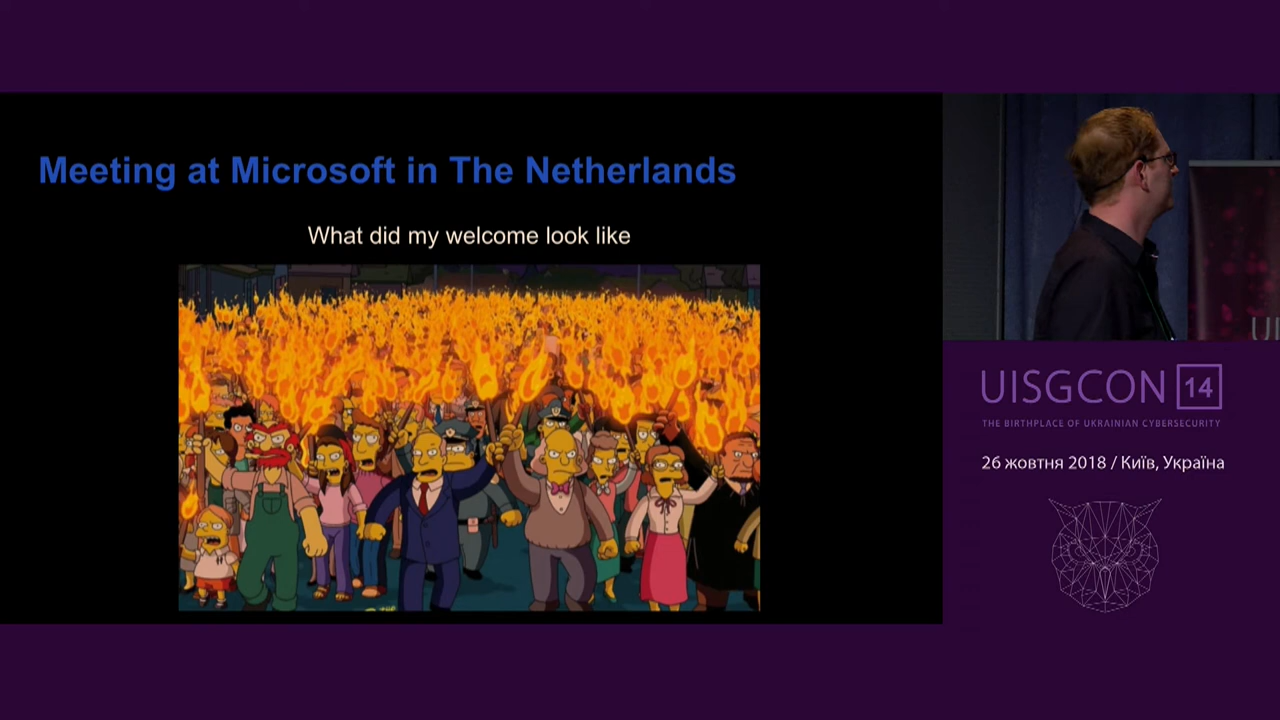 Meeting at Microsoft in The Netherlands
What did my welcome look like
UISGCON 14
THE BIRTHPLACE OF UKRAINIAN CYBERSECURITY
26 жовтня 2018 / Київ, Україна